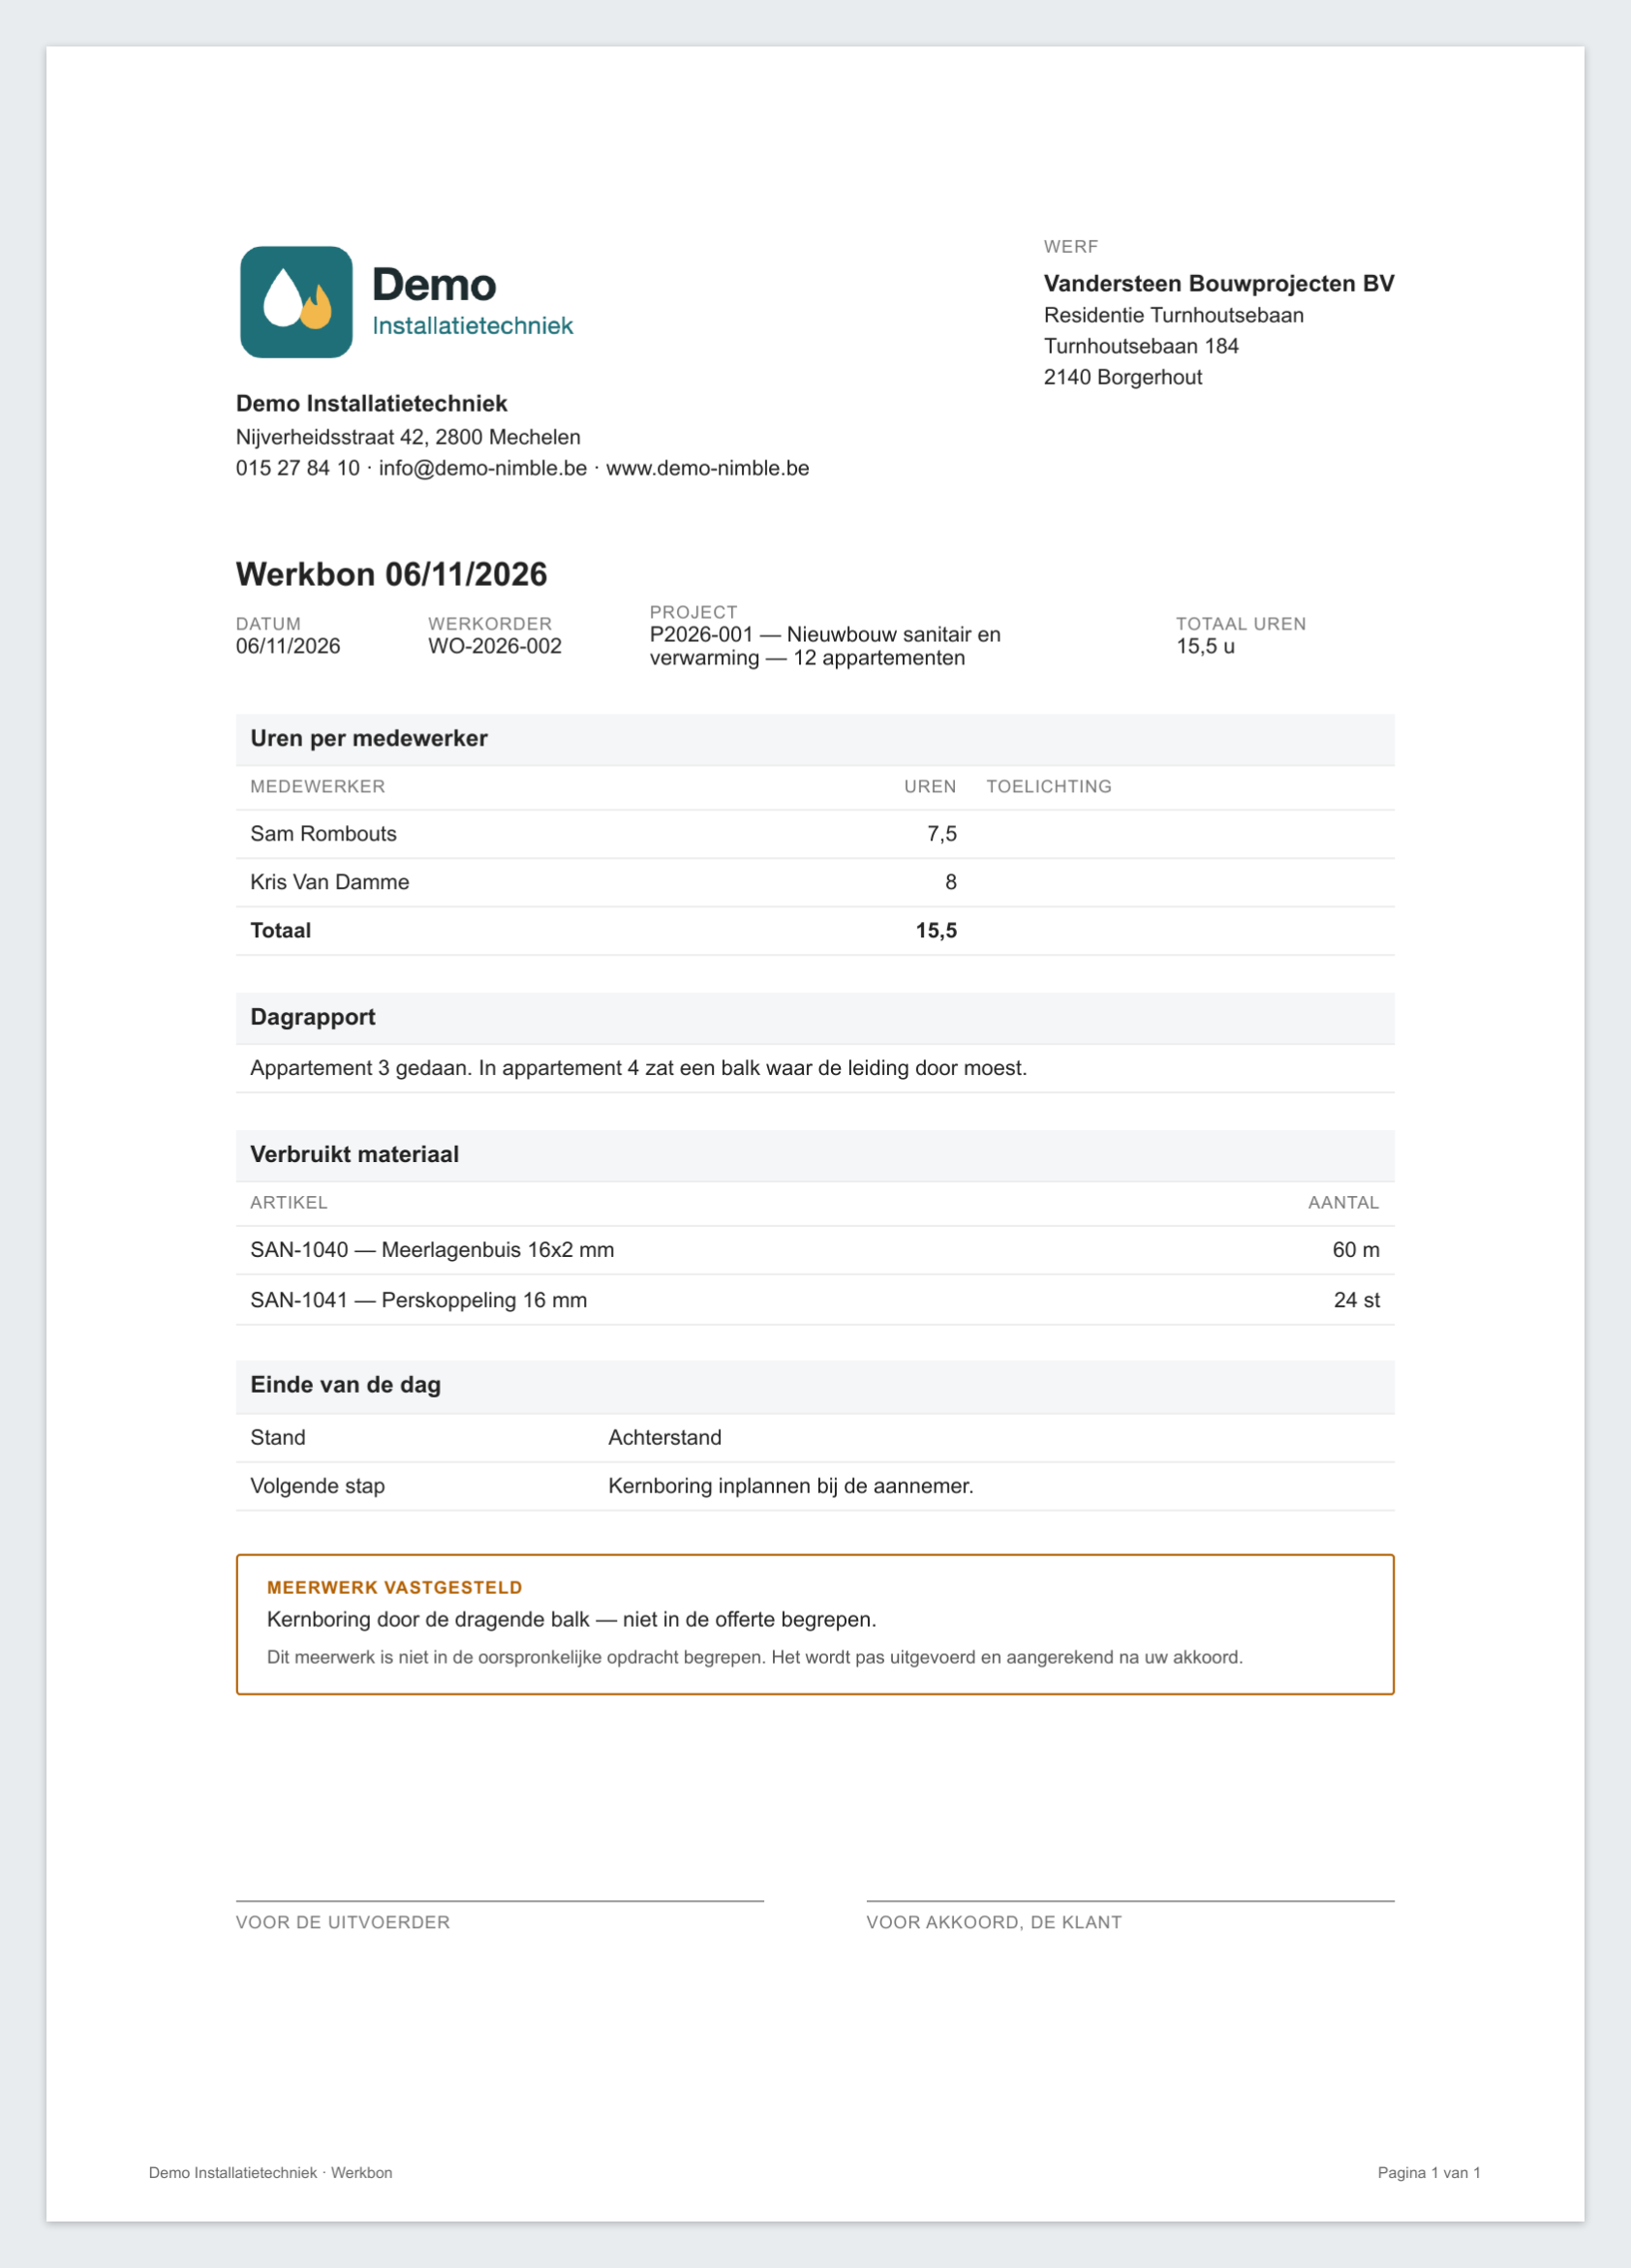 Demo
Installatietechniek
Demo Installatietechniek
Nijverheidsstraat 42, 2800 Mechelen
015 27 84 10 · info@demo-nimble.be · www.demo-nimble.be
WERF
Vandersteen Bouwprojecten BV
Residentie Turnhoutsebaan
Turnhoutsebaan 184
2140 Borgerhout
Werkbon 06/11/2026
DATUM
06/11/2026
WERKORDER
WO-2026-002
PROJECT
P2026-001 — Nieuwbouw sanitair en
verwarming — 12 appartementen
TOTAAL UREN
15,5 u
Uren per medewerker
MEDEWERKER UREN TOELICHTING
Sam Rombouts 7,5
Kris Van Damme 8
Totaal 15,5
Dagrapport
Appartement 3 gedaan. In appartement 4 zat een balk waar de leiding door moest.
Verbruikt materiaal
ARTIKEL AANTAL
SAN-1040 — Meerlagenbuis 16x2 mm 60 m
SAN-1041 — Perskoppeling 16 mm 24 st
Einde van de dag
Stand Achterstand
Volgende stap Kernboring inplannen bij de aannemer.
MEERWERK VASTGESTELD
Kernboring door de dragende balk — niet in de offerte begrepen.
Dit meerwerk is niet in de oorspronkelijke opdracht begrepen. Het wordt pas uitgevoerd en aangerekend na uw akkoord.
VOOR DE UITVOERDER
VOOR AKKOORD, DE KLANT
Demo Installatietechniek · Werkbon
Pagina 1 van 1